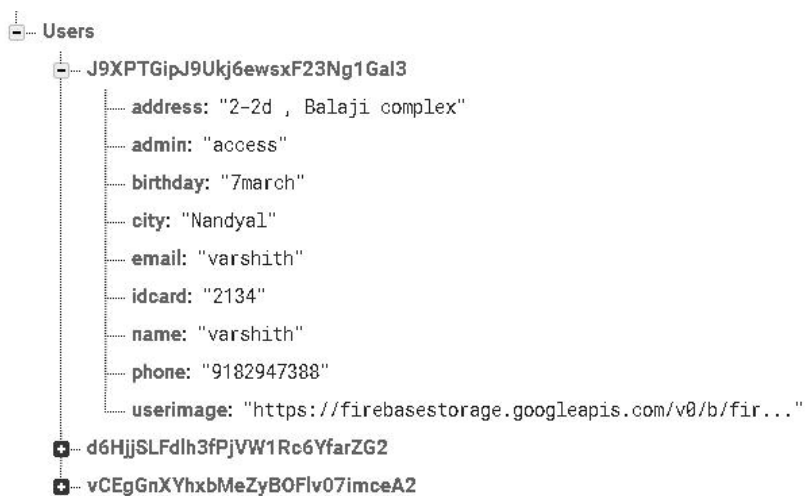 Users
J9XPTGipJ9Ukj6ewsxF23Ng1Gal3
address: "2-2d , Balaji complex"
admin: "access"
birthday: "7march"
city: "Nandyal"
email: "varshith"
idcard: "2134"
name: "varshith"
phone: "9182947388"
userimage: "https://firebasestorage.googleapis.com/v0/b/fir..."
d6HjjSLFdlh3fPjVW1Rc6YfarZG2
vCEgGnXYhxbMeZyBOFlv07imceA2